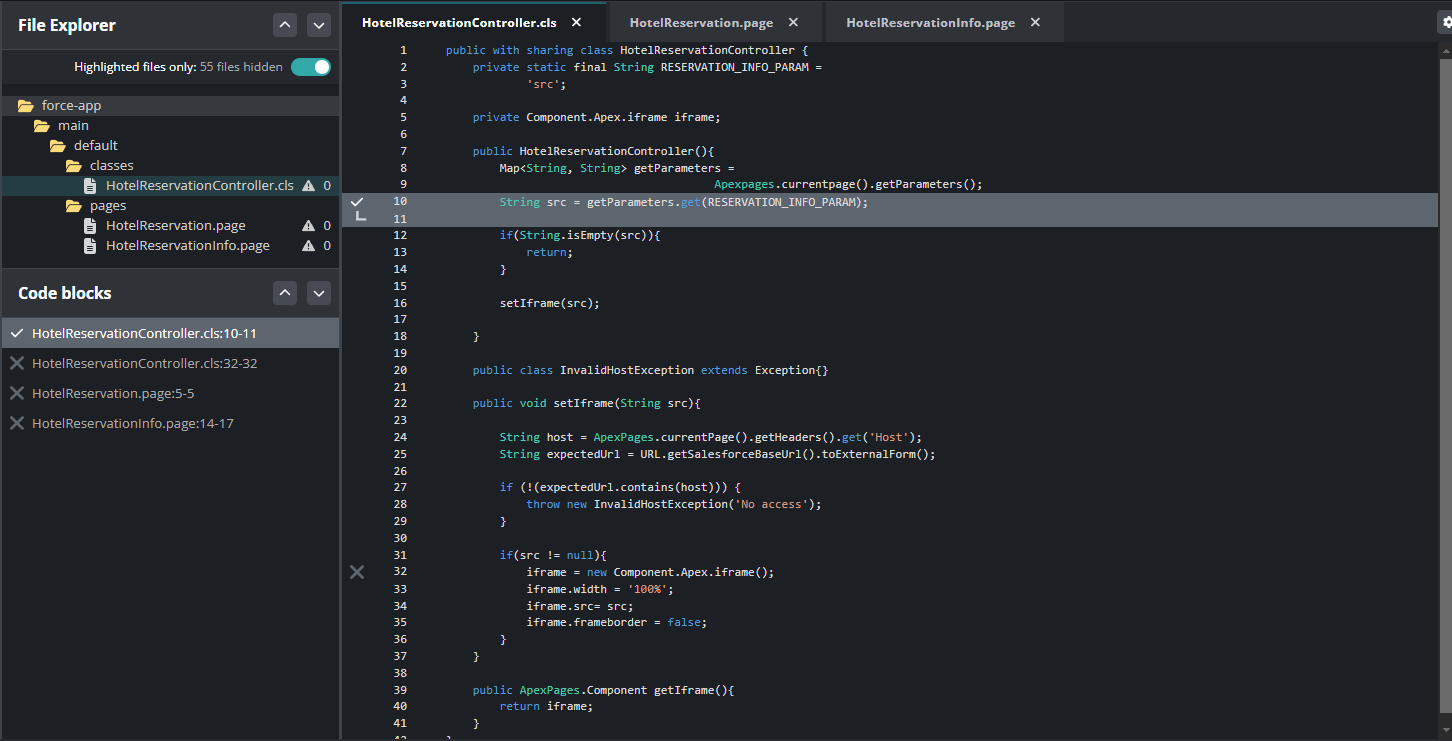 File Explorer
Highlighted files only: 55 files hidden
force-app
main
default
classes
HotelReservationController.cls 0
pages
HotelReservation.page 0
HotelReservationInfo.page 0
Code blocks
HotelReservationController.cls:10-11
HotelReservationController.cls:32-32
HotelReservation.page:5-5
HotelReservationInfo.page:14-17
HotelReservationController.cls HotelReservation.page HotelReservationInfo.page
1 public with sharing class HotelReservationController {
2 private static final String RESERVATION_INFO_PARAM =
3 'src';
4
5 private Component.Apex.iframe iframe;
6
7 public HotelReservationController(){
8 Map<String, String> getParameters =
9 Apexpages.currentpage().getParameters();
10 String src = getParameters.get(RESERVATION_INFO_PARAM);
11
12 if(String.isEmpty(src)){
13 return;
14 }
15
16 setIframe(src);
17
18 }
19
20 public class InvalidHostException extends Exception{}
21
22 public void setIframe(String src){
23
24 String host = ApexPages.currentPage().getHeaders().get('Host');
25 String expectedUrl = URL.getSalesforceBaseUrl().toExternalForm();
26
27 if (!(expectedUrl.contains(host))) {
28 throw new InvalidHostException('No access');
29 }
30
31 if(src != null){
32 iframe = new Component.Apex.iframe();
33 iframe.width = '100%';
34 iframe.src= src;
35 iframe.frameborder = false;
36 }
37 }
38
39 public ApexPages.Component getIframe(){
40 return iframe;
41 }